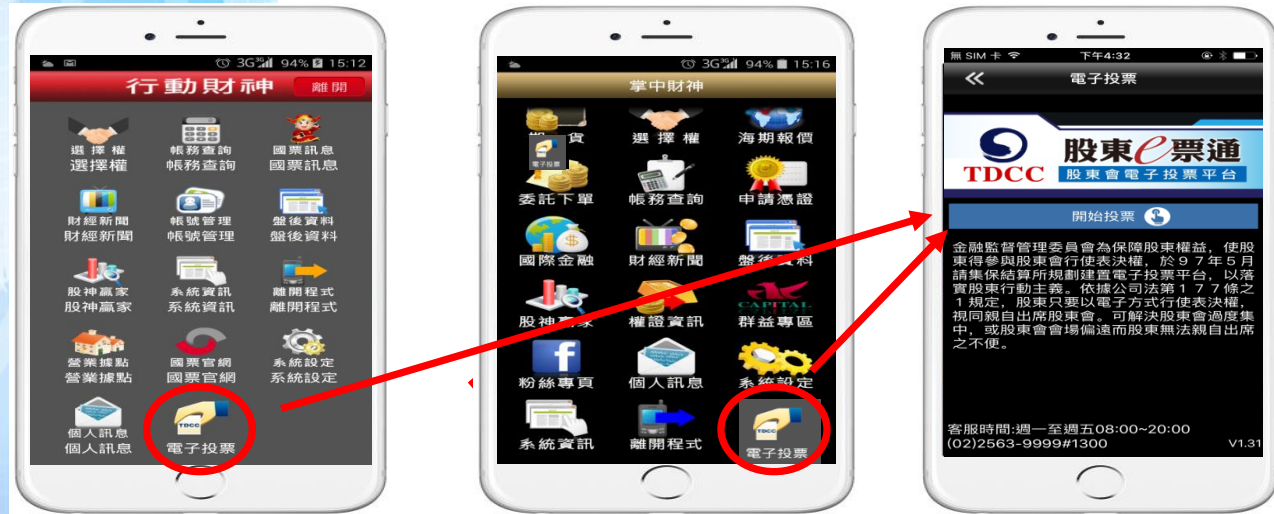 3G 94% 15:12
行動財神 離開
選擇權 帳務查詢 國票訊息
選擇權 帳務查詢 國票訊息
財經新聞 帳號管理 盤後資料
財經新聞 帳號管理 盤後資料
股神贏家 系統資訊 離開程式
股神贏家 系統資訊 離開程式
營業據點 國票官網 系統設定
營業據點 國票官網 系統設定
TDCC
個人訊息
個人訊息 電子投票
3G 94% 15:16
掌中財神
貨 選擇權 海期報價
電子投票
委託下單 帳務查詢 申請憑證
國際金融 財經新聞 盤後資料
CAPITAL
股神贏家 權證資訊 群益專區
f
粉絲專頁 個人訊息 系統設定
TDCC
系統資訊 離開程式 電子投票
無 SIM 卡 下午4:32
電子投票
TDCC 股東e票通
股東會電子投票平台
開始投票
金融監督管理委員會為保障股東權益，使股
東得參與股東會行使表決權，於97年5月
請集保結算所規劃建置電子投票平台，以落
實股東行動主義。依據公司法第177條之
1規定，股東只要以電子方式行使表決權，
視同親自出席股東會。可解決股東會過度集
中，或股東會會場偏遠而股東無法親自出席
之不便。
客服時間:週一至週五08:00~20:00
(02)2563-9999#1300 V1.31